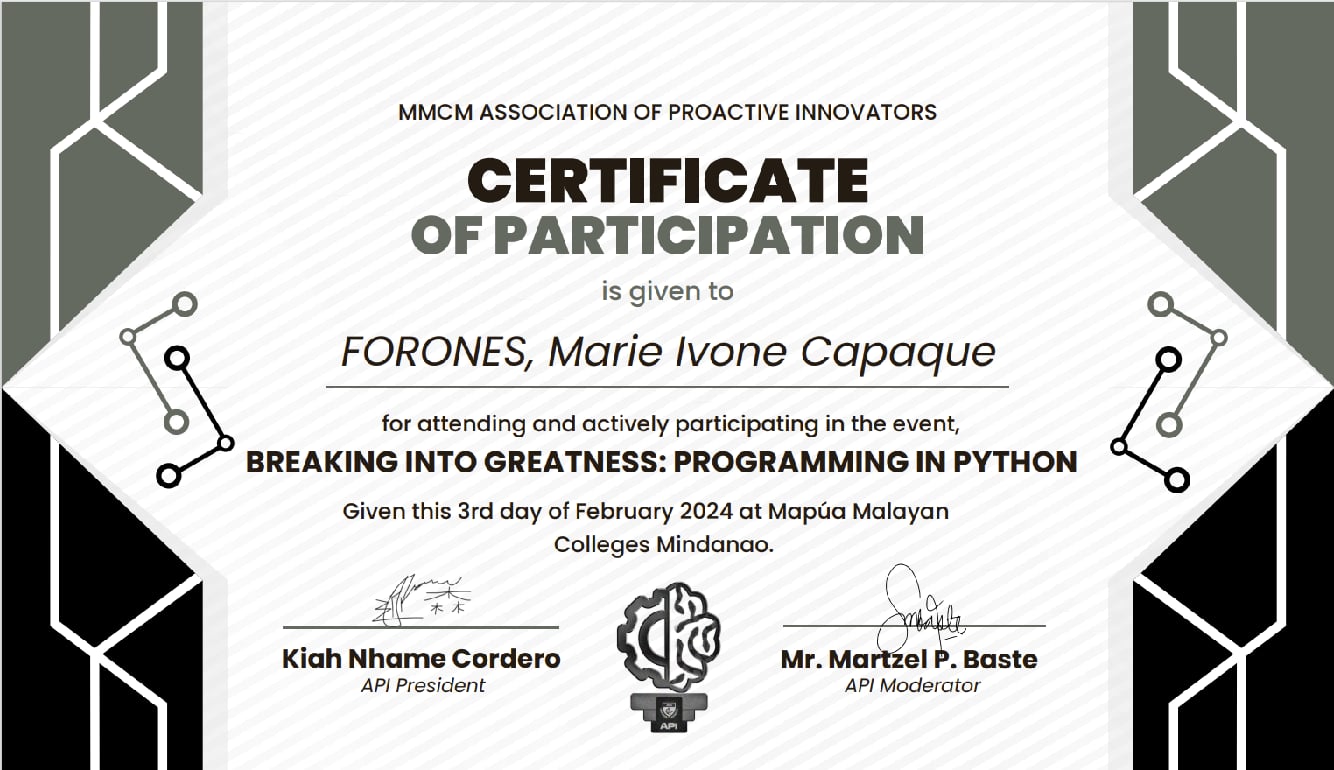 MMCM ASSOCIATION OF PROACTIVE INNOVATORS
CERTIFICATE
OF PARTICIPATION
is given to
FORONES, Marie Ivone Capaque
for attending and actively participating in the event,
BREAKING INTO GREATNESS: PROGRAMMING IN PYTHON
Given this 3rd day of February 2024 at Mapúa Malayan
Colleges Mindanao.
Kiah Nhame Cordero
API President
API
Mr. Martzel P. Baste
API Moderator